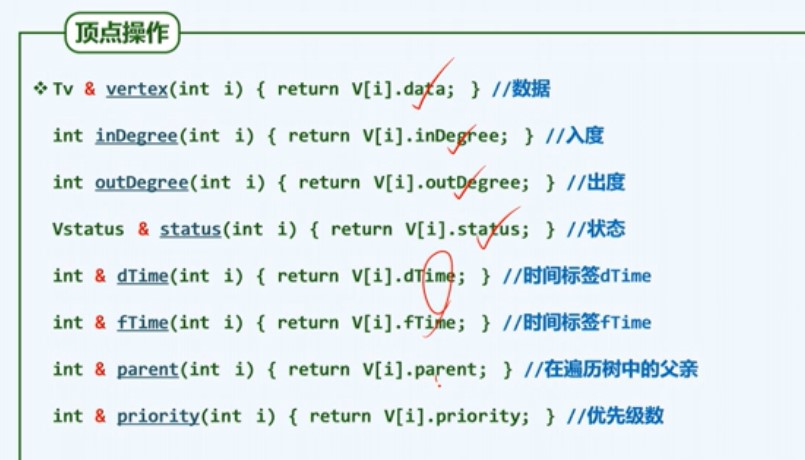 顶点操作
❖ Tv & vertex(int i) { return V[i].data; } //数据
int inDegree(int i) { return V[i].inDegree; } //入度
int outDegree(int i) { return V[i].outDegree; } //出度
Vstatus & status(int i) { return V[i].status; } //状态
int & dTime(int i) { return V[i].dTime; } //时间标签dTime
int & fTime(int i) { return V[i].fTime; } //时间标签fTime
int & parent(int i) { return V[i].parent; } //在遍历树中的父亲
int & priority(int i) { return V[i].priority; } //优先级数